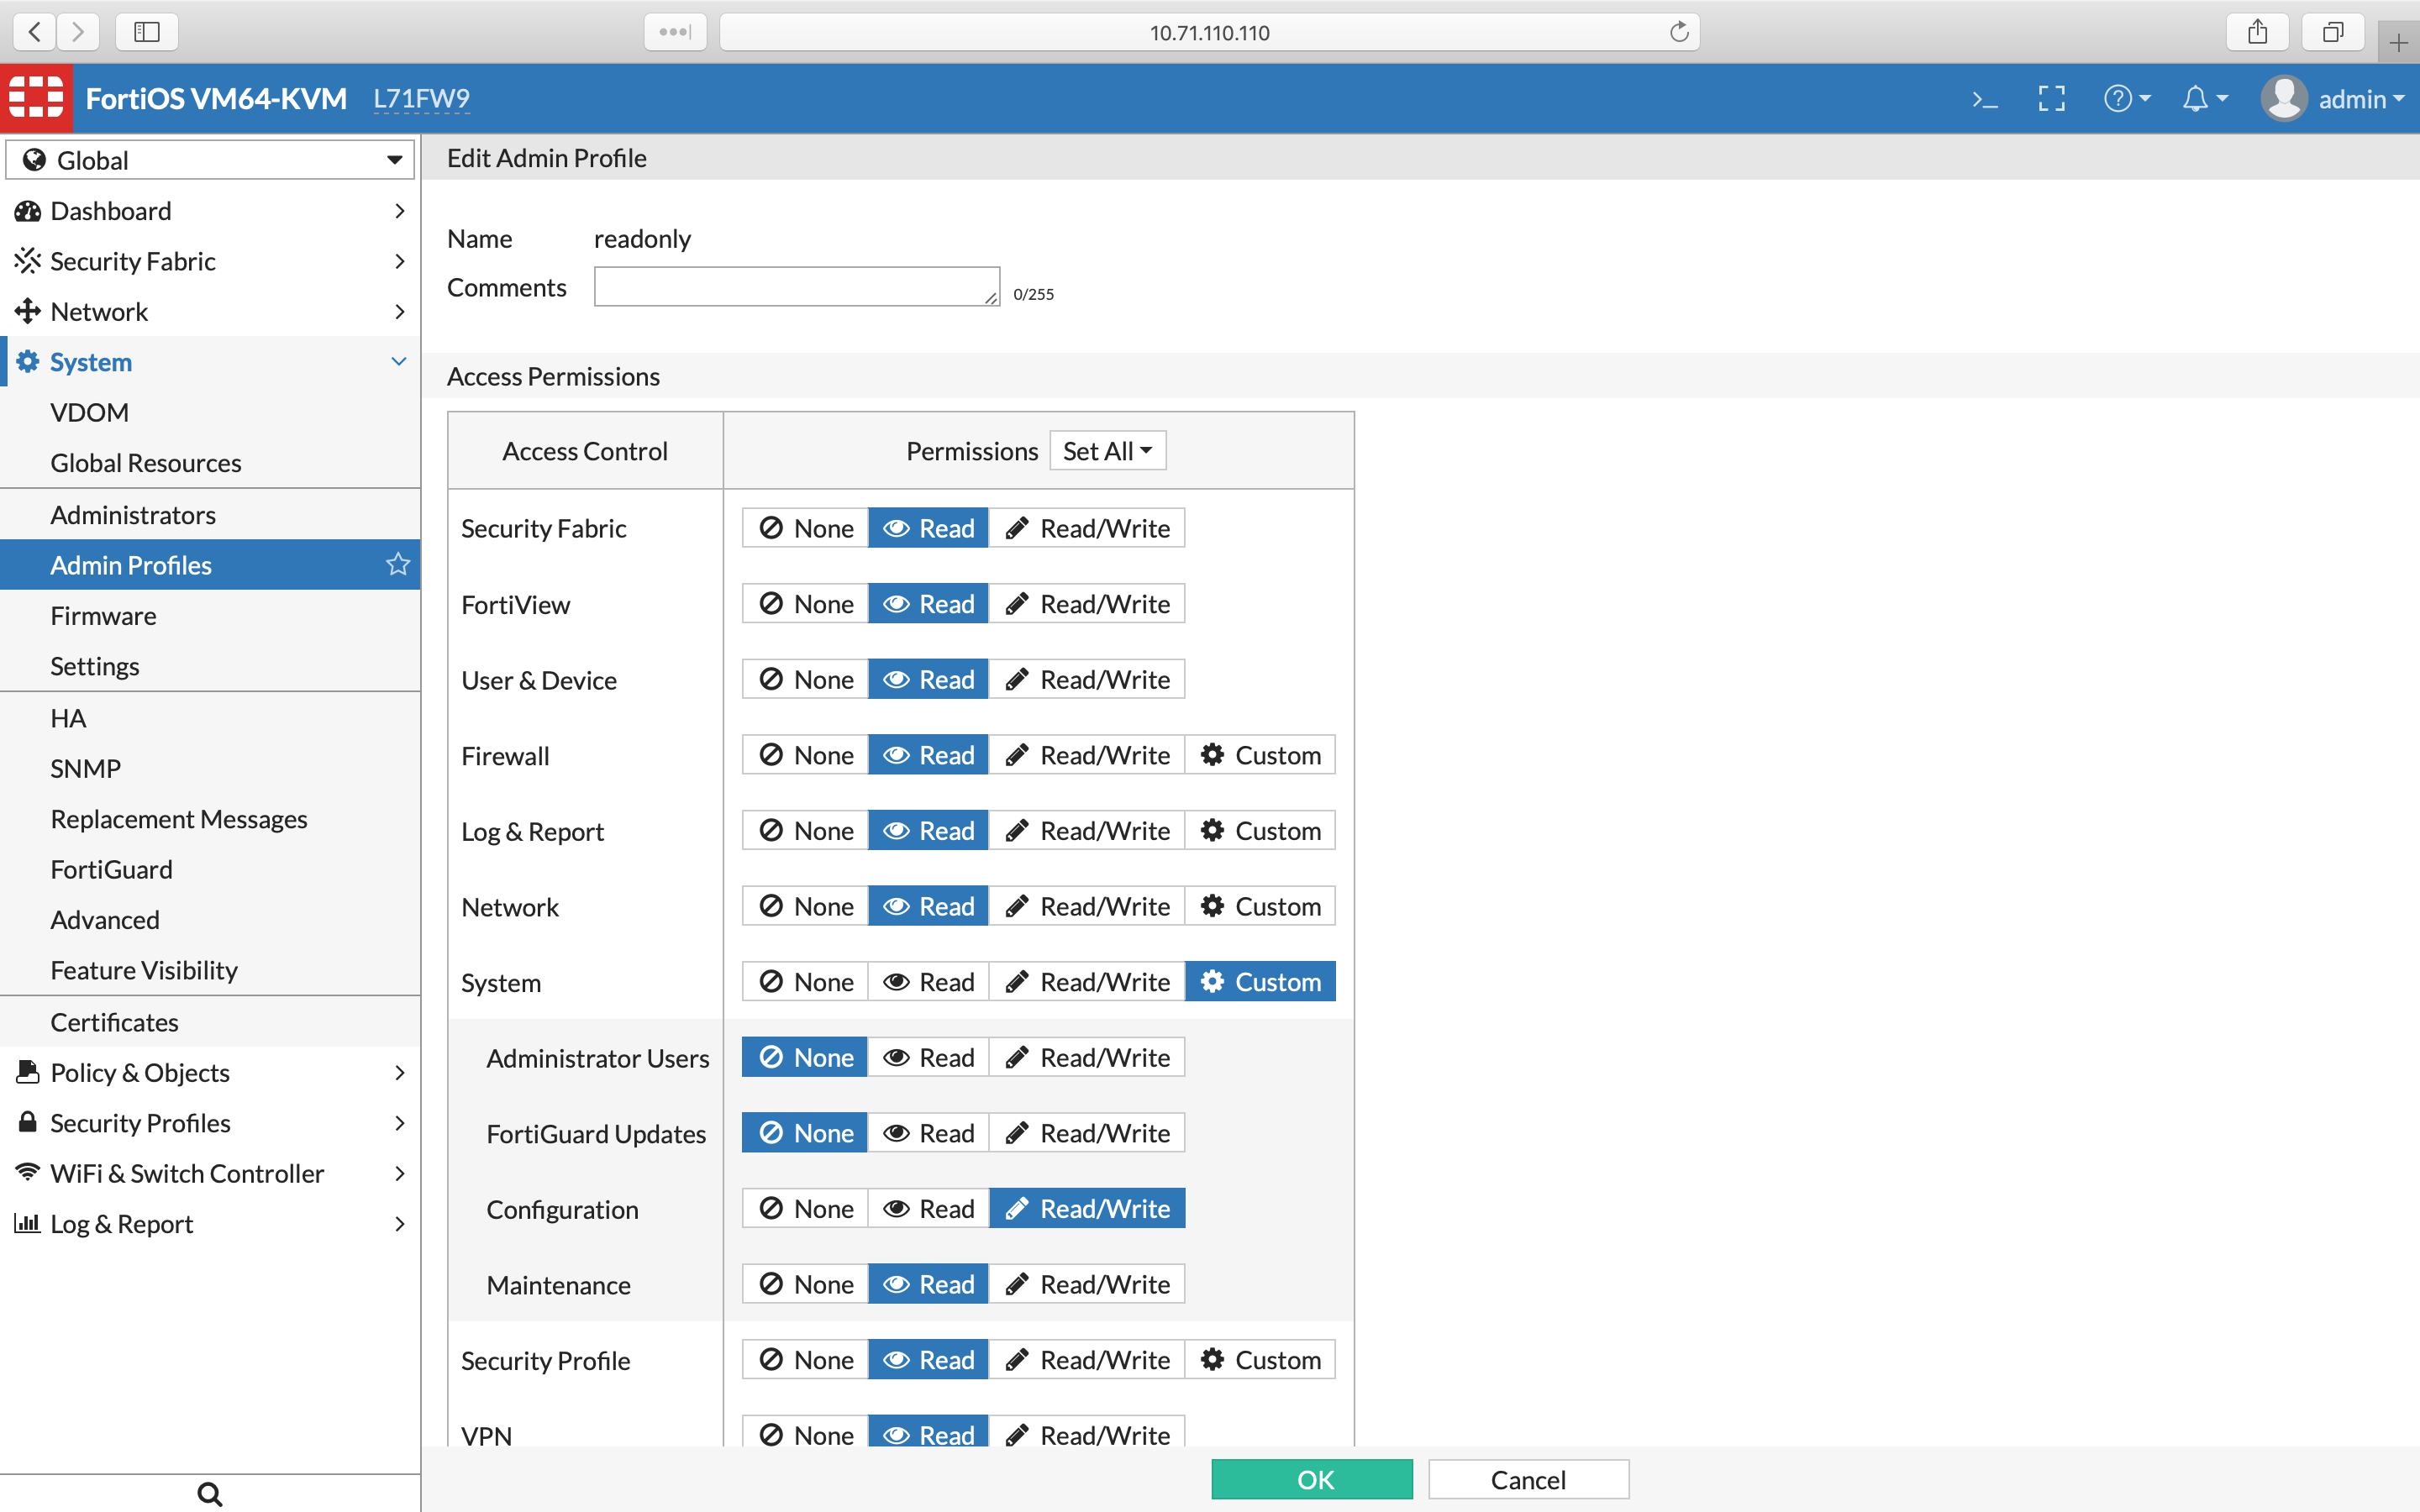 10.71.110.110
FortiOS VM64-KVM L71FW9
admin
Global
Dashboard
Security Fabric
Network
System
VDOM
Global Resources
Administrators
Admin Profiles
Firmware
Settings
HA
SNMP
Replacement Messages
FortiGuard
Advanced
Feature Visibility
Certificates
Policy & Objects
Security Profiles
WiFi & Switch Controller
Log & Report
Edit Admin Profile
Name readonly
Comments 0/255
Access Permissions
Access Control Permissions Set All
Security Fabric None Read Read/Write
FortiView None Read Read/Write
User & Device None Read Read/Write
Firewall None Read Read/Write Custom
Log & Report None Read Read/Write Custom
Network None Read Read/Write Custom
System None Read Read/Write Custom
Administrator Users None Read Read/Write
FortiGuard Updates None Read Read/Write
Configuration None Read Read/Write
Maintenance None Read Read/Write
Security Profile None Read Read/Write Custom
VPN None Read Read/Write
OK Cancel